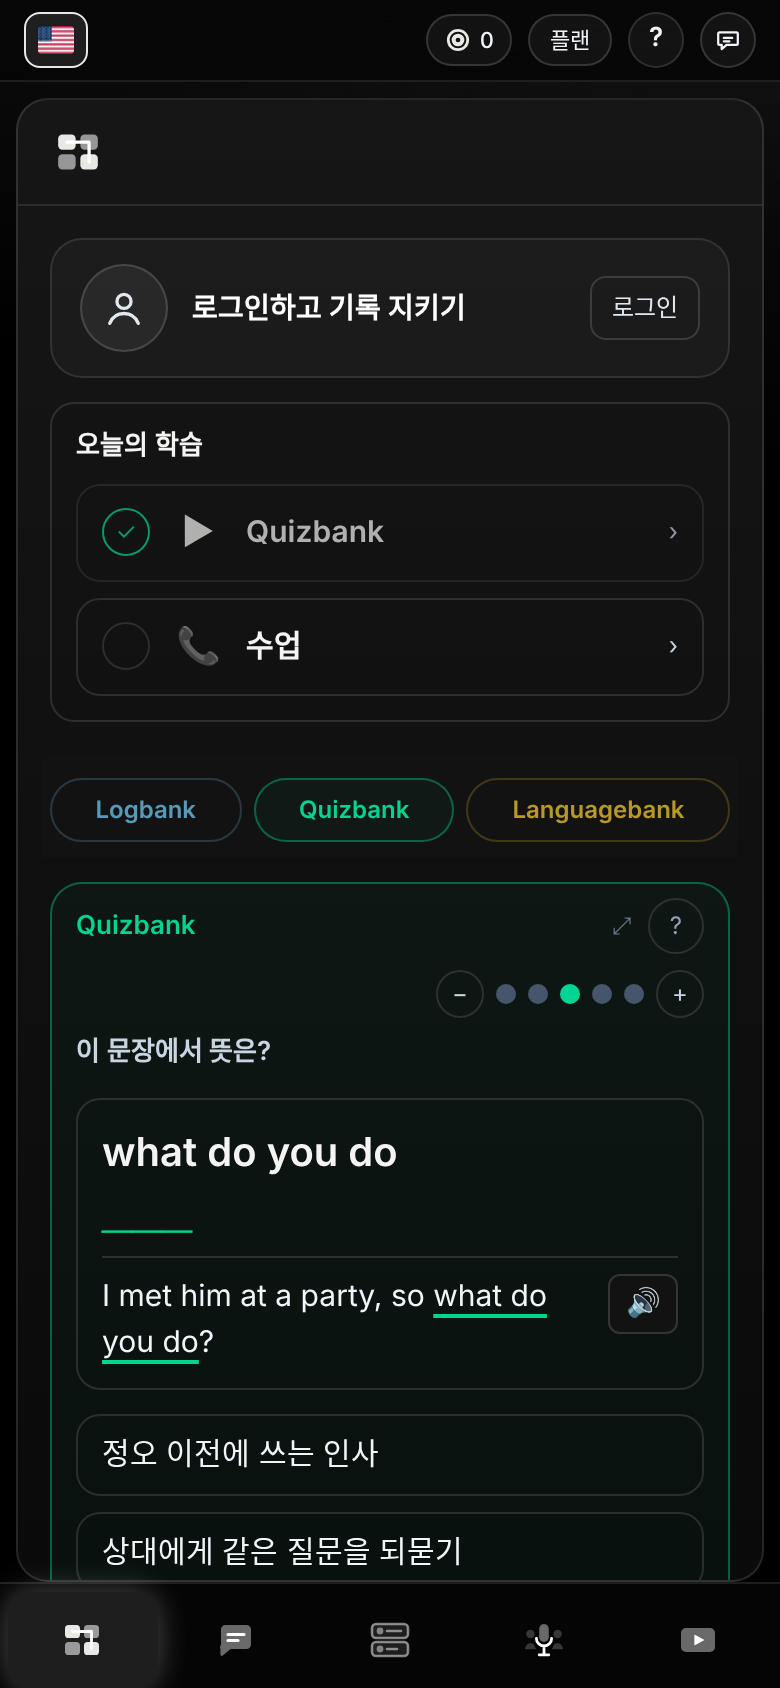 0
플랜
?
로그인하고 기록 지키기
로그인
오늘의 학습
Quizbank
수업
Logbank
Quizbank
Languagebank
Quizbank
?
이 문장에서 뜻은?
what do you do
I met him at a party, so what do
you do?
정오 이전에 쓰는 인사
상대에게 같은 질문을 되묻기